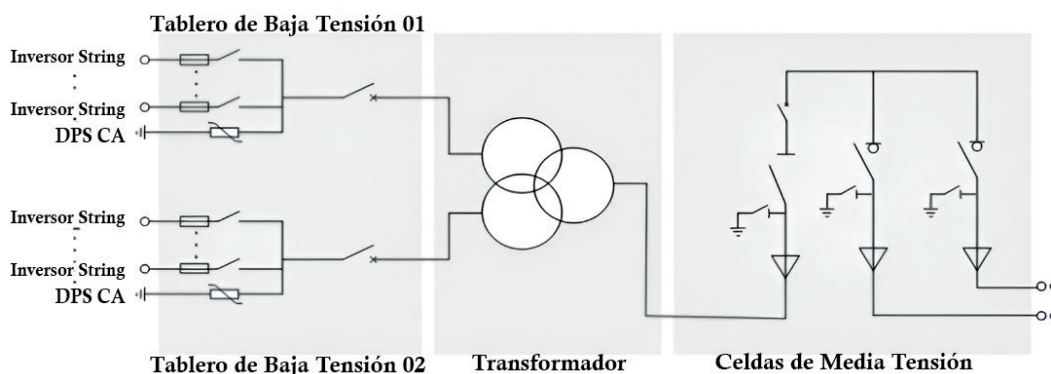 Tablero de Baja Tensión 01
Inversor String
Inversor String
DPS CA
Inversor String
Inversor String
DPS CA
Tablero de Baja Tensión 02
Transformador
Celdas de Media Tensión